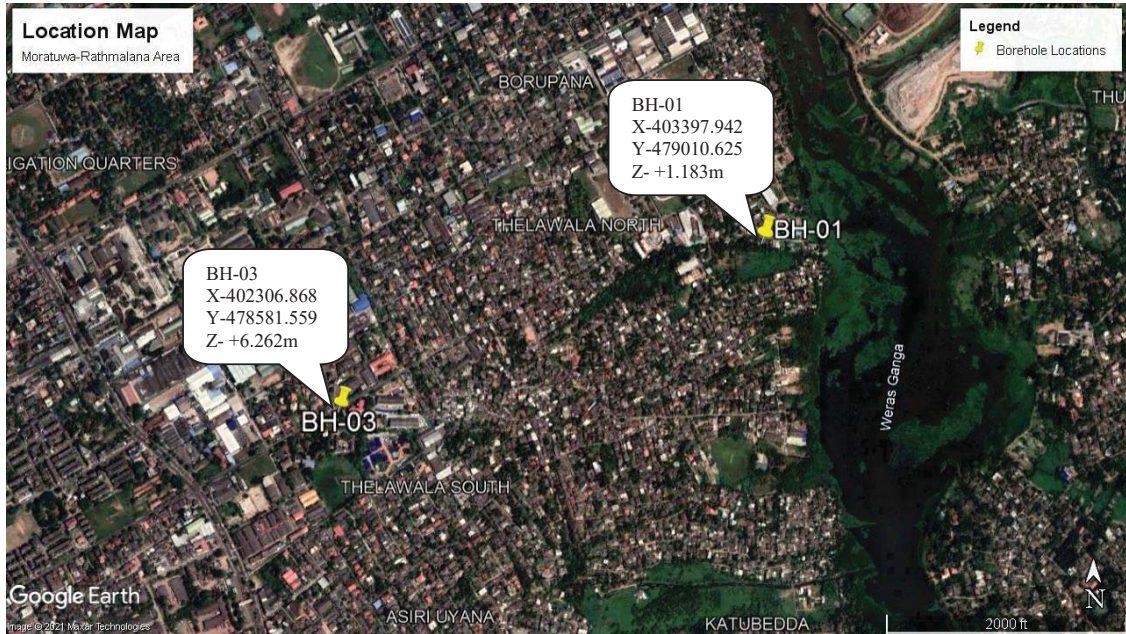 Location Map
Moratuwa-Rathmalana Area
Legend
Borehole Locations
BORUPANA
THU
BH-01
X-403397.942
Y-479010.625
Z- +1.183m
IGATION QUARTERS
THELAWALA NORTH
BH-01
BH-03
X-402306.868
Y-478581.559
Z- +6.262m
Weras Ganga
BH-03
THELAWALA SOUTH
Google Earth
Image © 2021 Maxar Technologies
ASIRI UYANA
KATUBEDDA
N
2000 ft